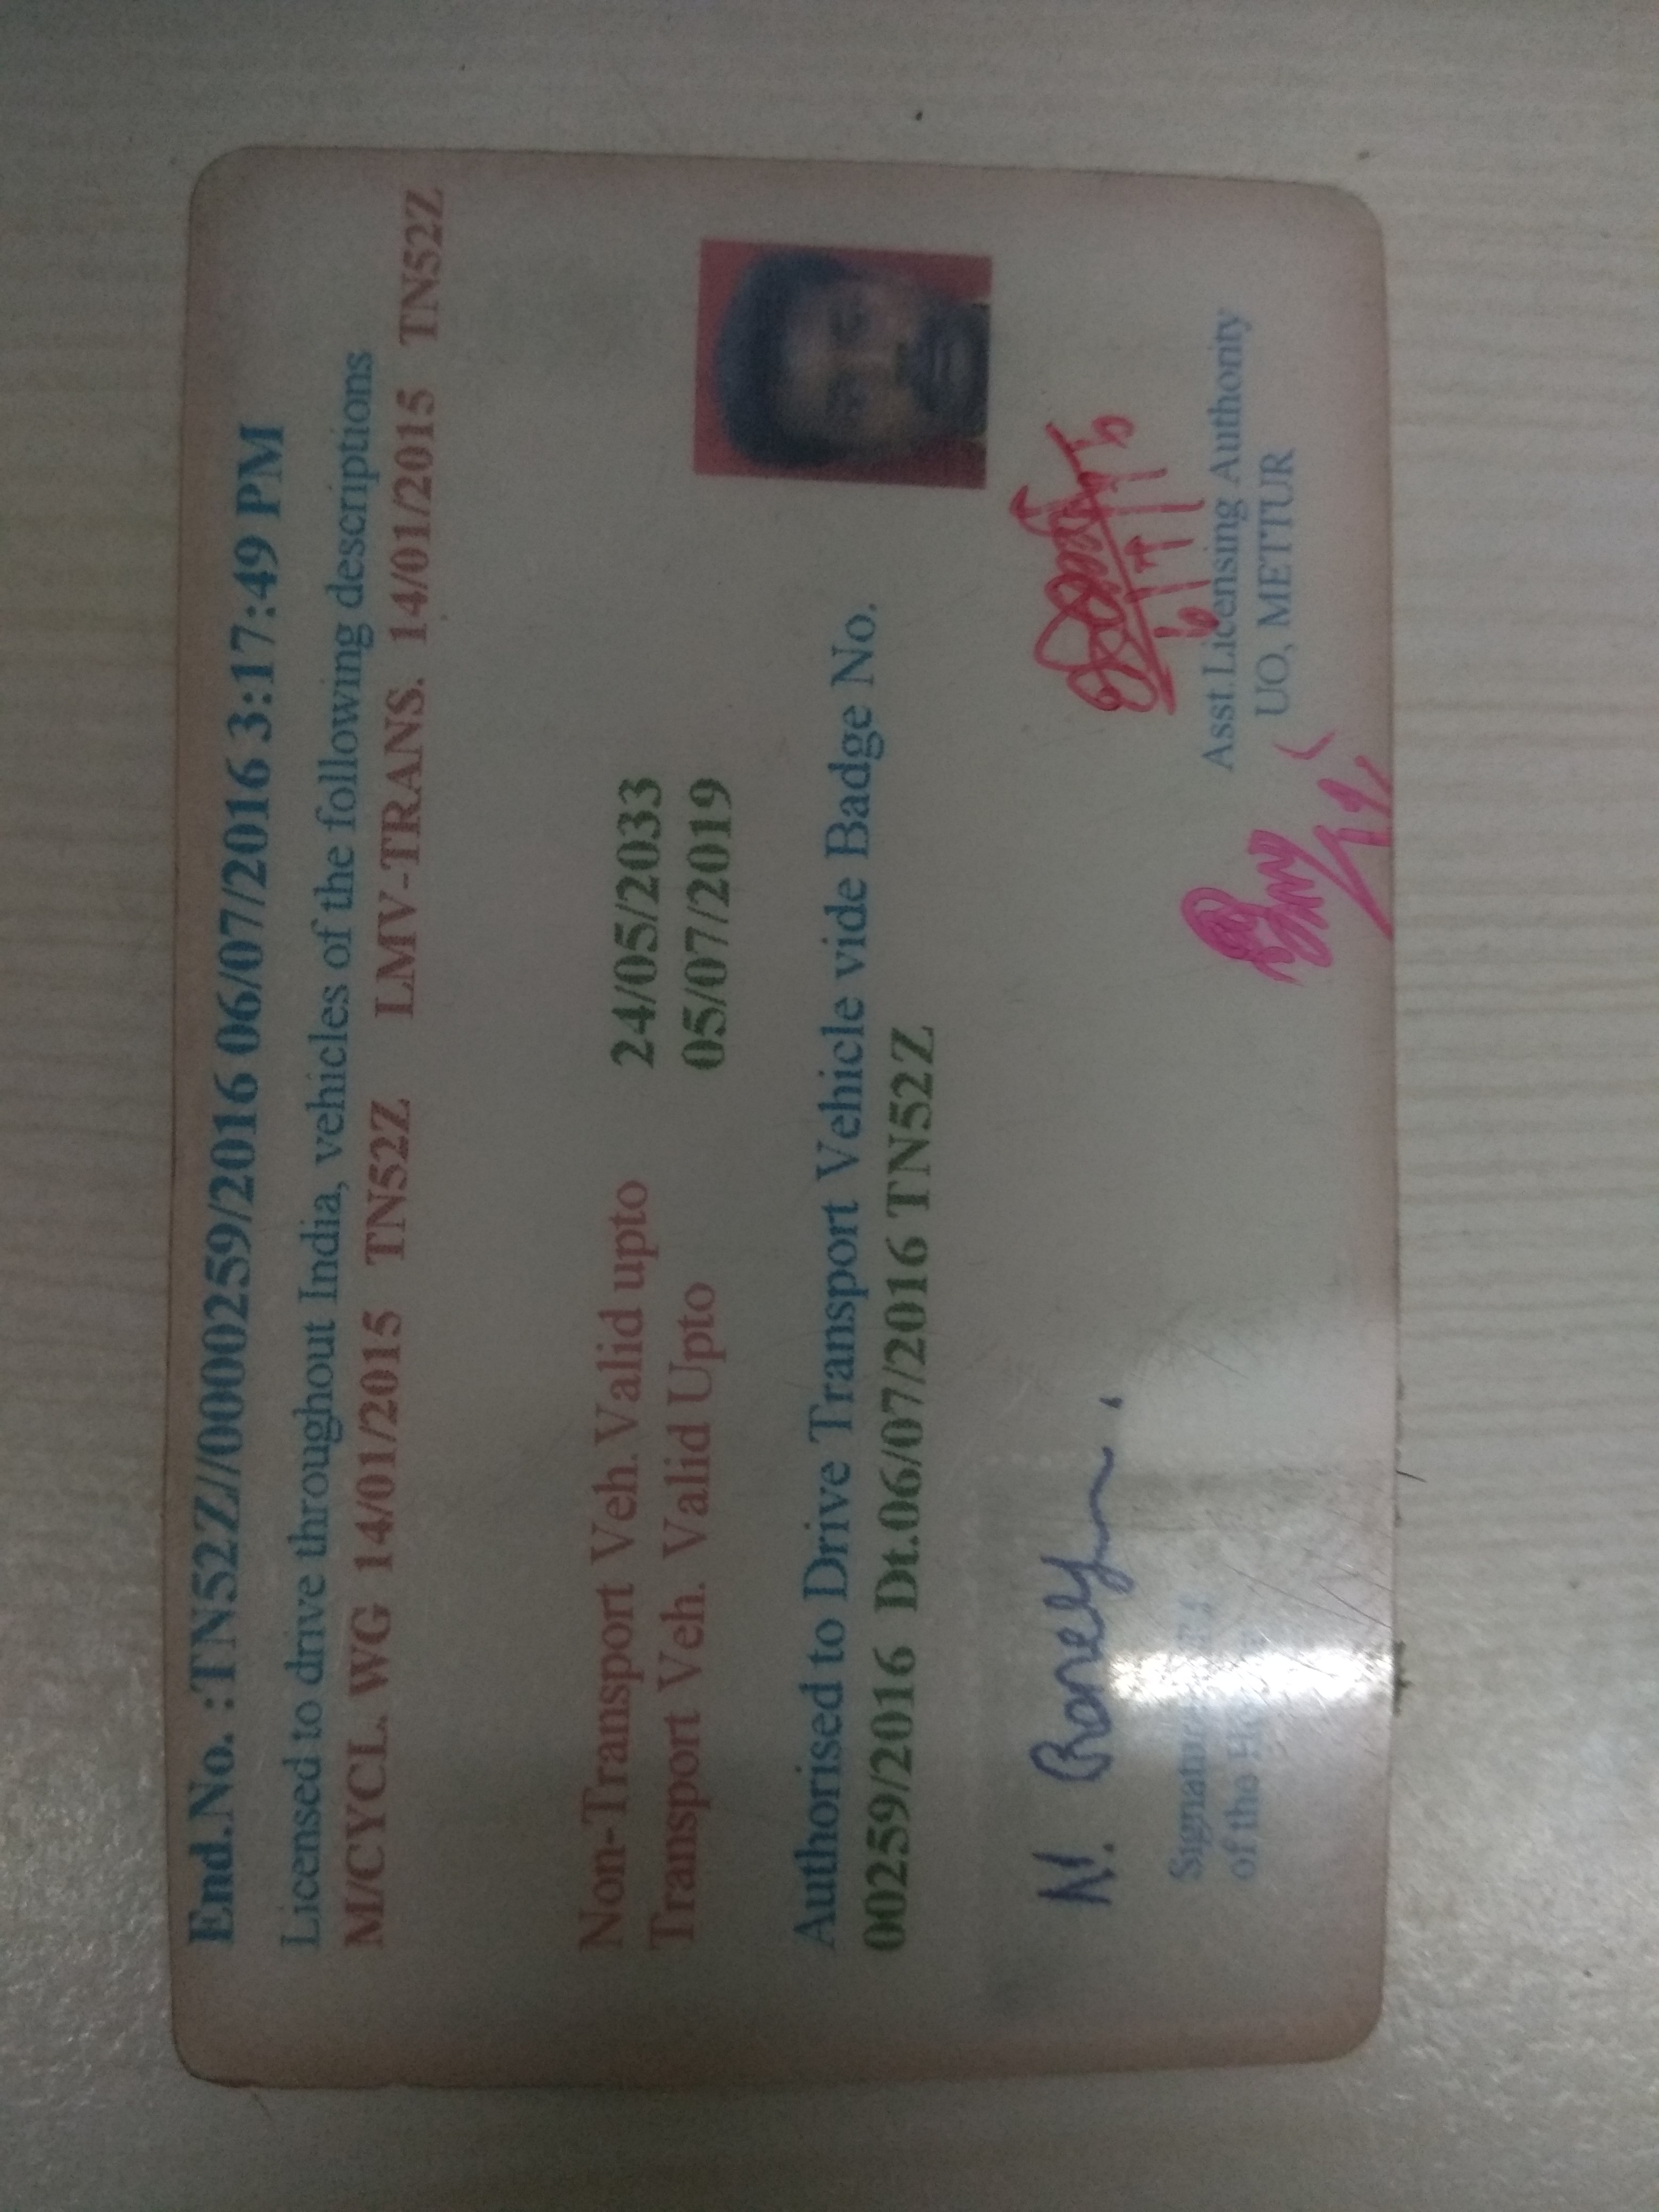 End.No. :TN52Z/0000259/2016 06/07/2016 3:17:49 PM
Licensed to drive throughout India, vehicles of the following descriptions
M/CYCL. WG 14/01/2015 TN52Z LMV-TRANS. 14/01/2015 TN52Z
Non-Transport Veh.Valid upto 24/05/2033
Transport Veh. Valid Upto 05/07/2019
Authorised to Drive Transport Vehicle vide Badge No.
00259/2016 Dt.06/07/2016 TN52Z
N.
Asst.Licensing Authority
of the
UO, METTUR